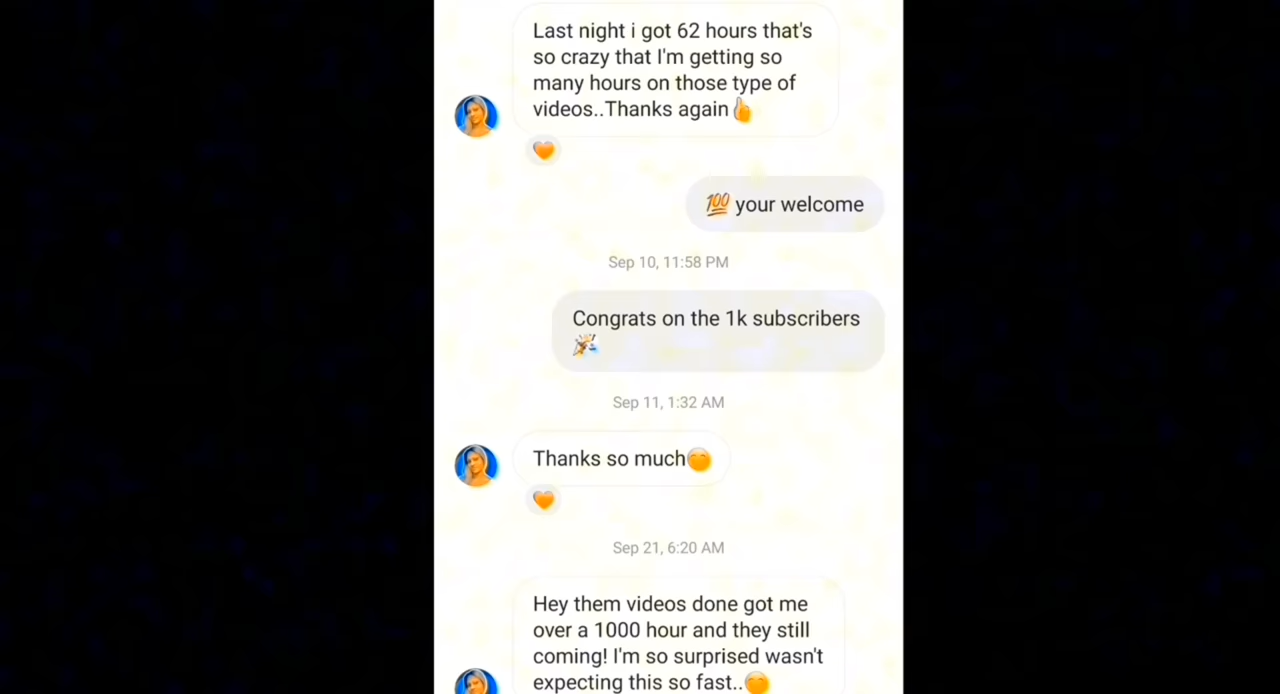 Last night i got 62 hours that's
so crazy that I'm getting so
many hours on those type of
videos..Thanks again👍
🧡
💯 your welcome
Sep 10, 11:58 PM
Congrats on the 1k subscribers
🎉
Sep 11, 1:32 AM
Thanks so much😊
🧡
Sep 21, 6:20 AM
Hey them videos done got me
over a 1000 hour and they still
coming! I'm so surprised wasn't
expecting this so fast..😊